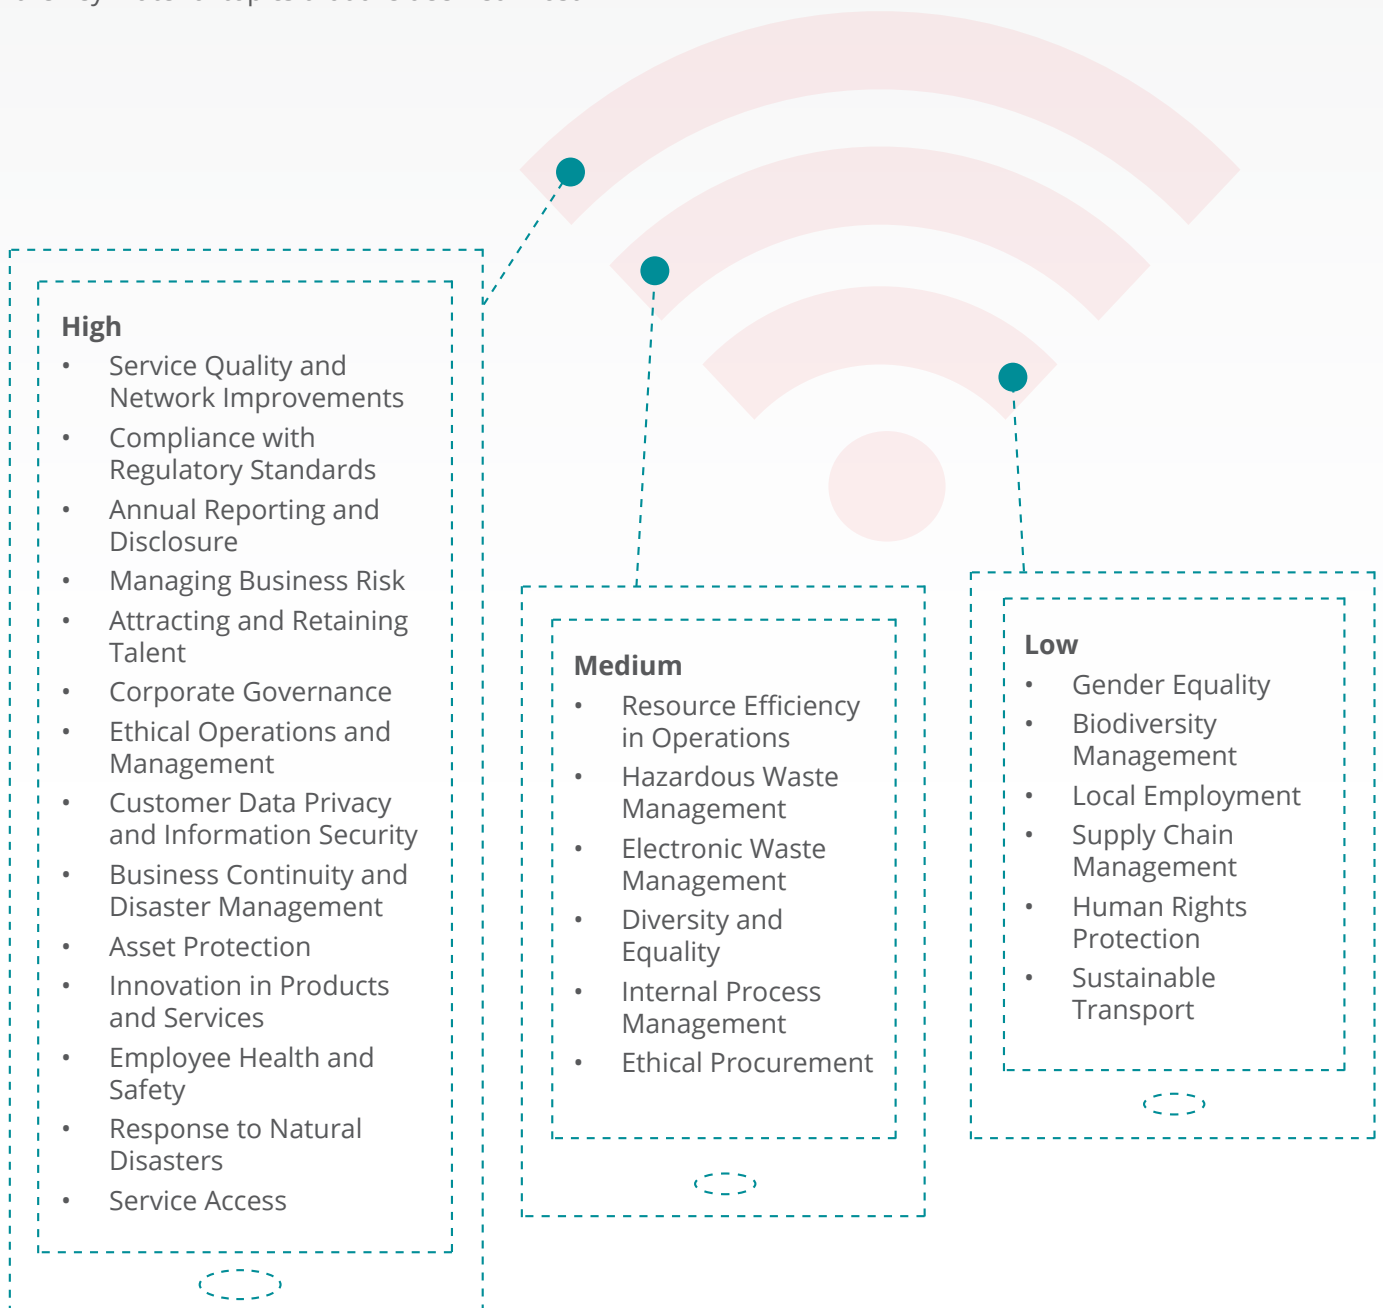 High
• Service Quality and
Network Improvements
• Compliance with
Regulatory Standards
• Annual Reporting and
Disclosure
• Managing Business Risk
• Attracting and Retaining
Talent
• Corporate Governance
• Ethical Operations and
Management
• Customer Data Privacy
and Information Security
• Business Continuity and
Disaster Management
• Asset Protection
• Innovation in Products
and Services
• Employee Health and
Safety
• Response to Natural
Disasters
• Service Access
Medium
• Resource Efficiency
in Operations
• Hazardous Waste
Management
• Electronic Waste
Management
• Diversity and
Equality
• Internal Process
Management
• Ethical Procurement
Low
• Gender Equality
• Biodiversity
Management
• Local Employment
• Supply Chain
Management
• Human Rights
Protection
• Sustainable
Transport